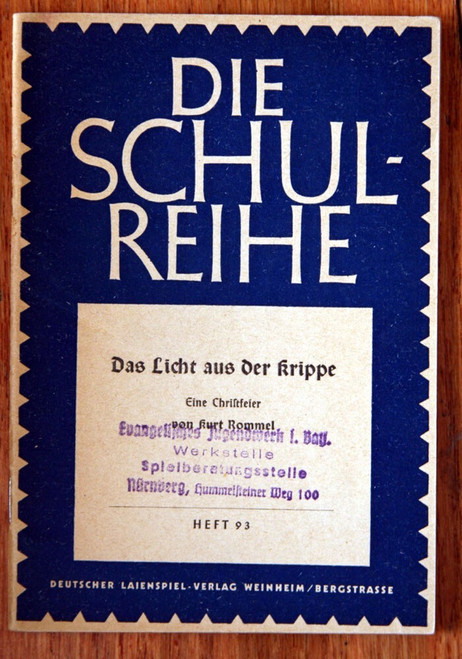 DIE
SCHUL-
REIHE
Das Licht aus der Krippe
Eine Christfeier
von Kurt Rommel
Evangelisches Jugendwerk i. Bay.
Werkstelle
Spielberatungsstelle
Nürnberg, Hummelsteiner Weg 100
HEFT 93
DEUTSCHER LAIENSPIEL-VERLAG WEINHEIM/BERGSTRASSE